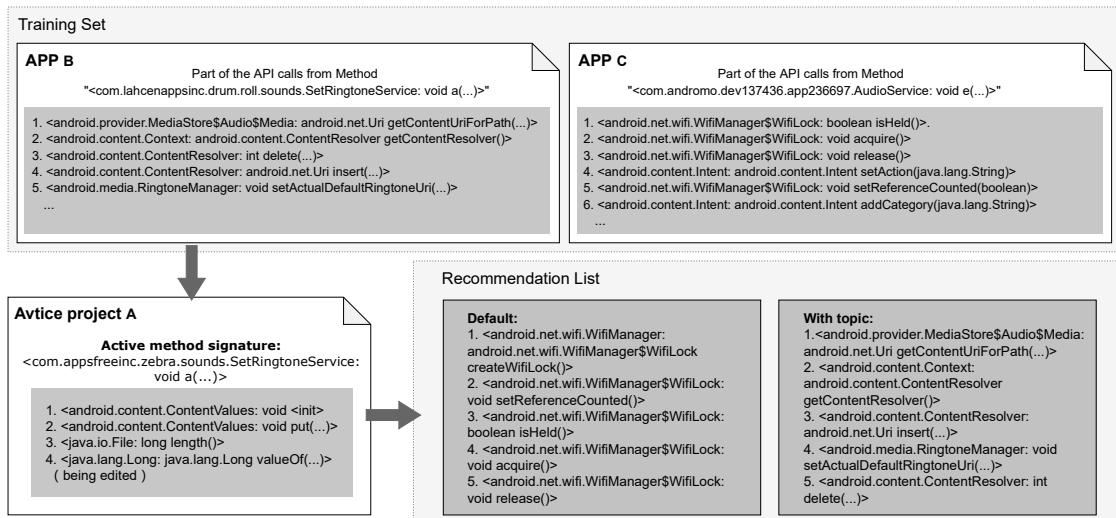 Training Set
APP B
Part of the API calls from Method
"<com.lahcenappsinc.drum.roll.sounds.SetRingtoneService: void a(...)>"
1. <android.provider.MediaStore$Audio$Media: android.net.Uri getContentUriForPath(...)>
2. <android.content.Context: android.content.ContentResolver getContentResolver()>
3. <android.content.ContentResolver: int delete(...)>
4. <android.content.ContentResolver: android.net.Uri insert(...)>
5. <android.media.RingtoneManager: void setActualDefaultRingtoneUri(...)>
...
APP C
Part of the API calls from Method
"<com.andromo.dev137436.app236697.AudioService: void e(...)>"
1. <android.net.wifi.WifiManager$WifiLock: boolean isHeld()>.
2. <android.net.wifi.WifiManager$WifiLock: void acquire()>
3. <android.net.wifi.WifiManager$WifiLock: void release()>
4. <android.content.Intent: android.content.Intent setAction(java.lang.String)>
5. <android.net.wifi.WifiManager$WifiLock: void setReferenceCounted(boolean)>
6. <android.content.Intent: android.content.Intent addCategory(java.lang.String)>
...
Avtice project A
Active method signature:
<com.appsfreeinc.zebra.sounds.SetRingtoneService:
void a(...)>
1. <android.content.ContentValues: void <init>
2. <android.content.ContentValues: void put(...)>
3. <java.io.File: long length()>
4. <java.lang.Long: java.lang.Long valueOf(...)>
( being edited )
Recommendation List
Default:
1. <android.net.wifi.WifiManager:
android.net.wifi.WifiManager$WifiLock
createWifiLock()>
2. <android.net.wifi.WifiManager$WifiLock:
void setReferenceCounted()>
3. <android.net.wifi.WifiManager$WifiLock:
boolean isHeld()>
4. <android.net.wifi.WifiManager$WifiLock:
void acquire()>
5. <android.net.wifi.WifiManager$WifiLock:
void release()>
With topic:
1.<android.provider.MediaStore$Audio$Media:
android.net.Uri getContentUriForPath(...)>
2. <android.content.Context:
android.content.ContentResolver
getContentResolver()>
3. <android.content.ContentResolver:
android.net.Uri insert(...)>
4. <android.media.RingtoneManager: void
setActualDefaultRingtoneUri(...)>
5. <android.content.ContentResolver: int
delete(...)>